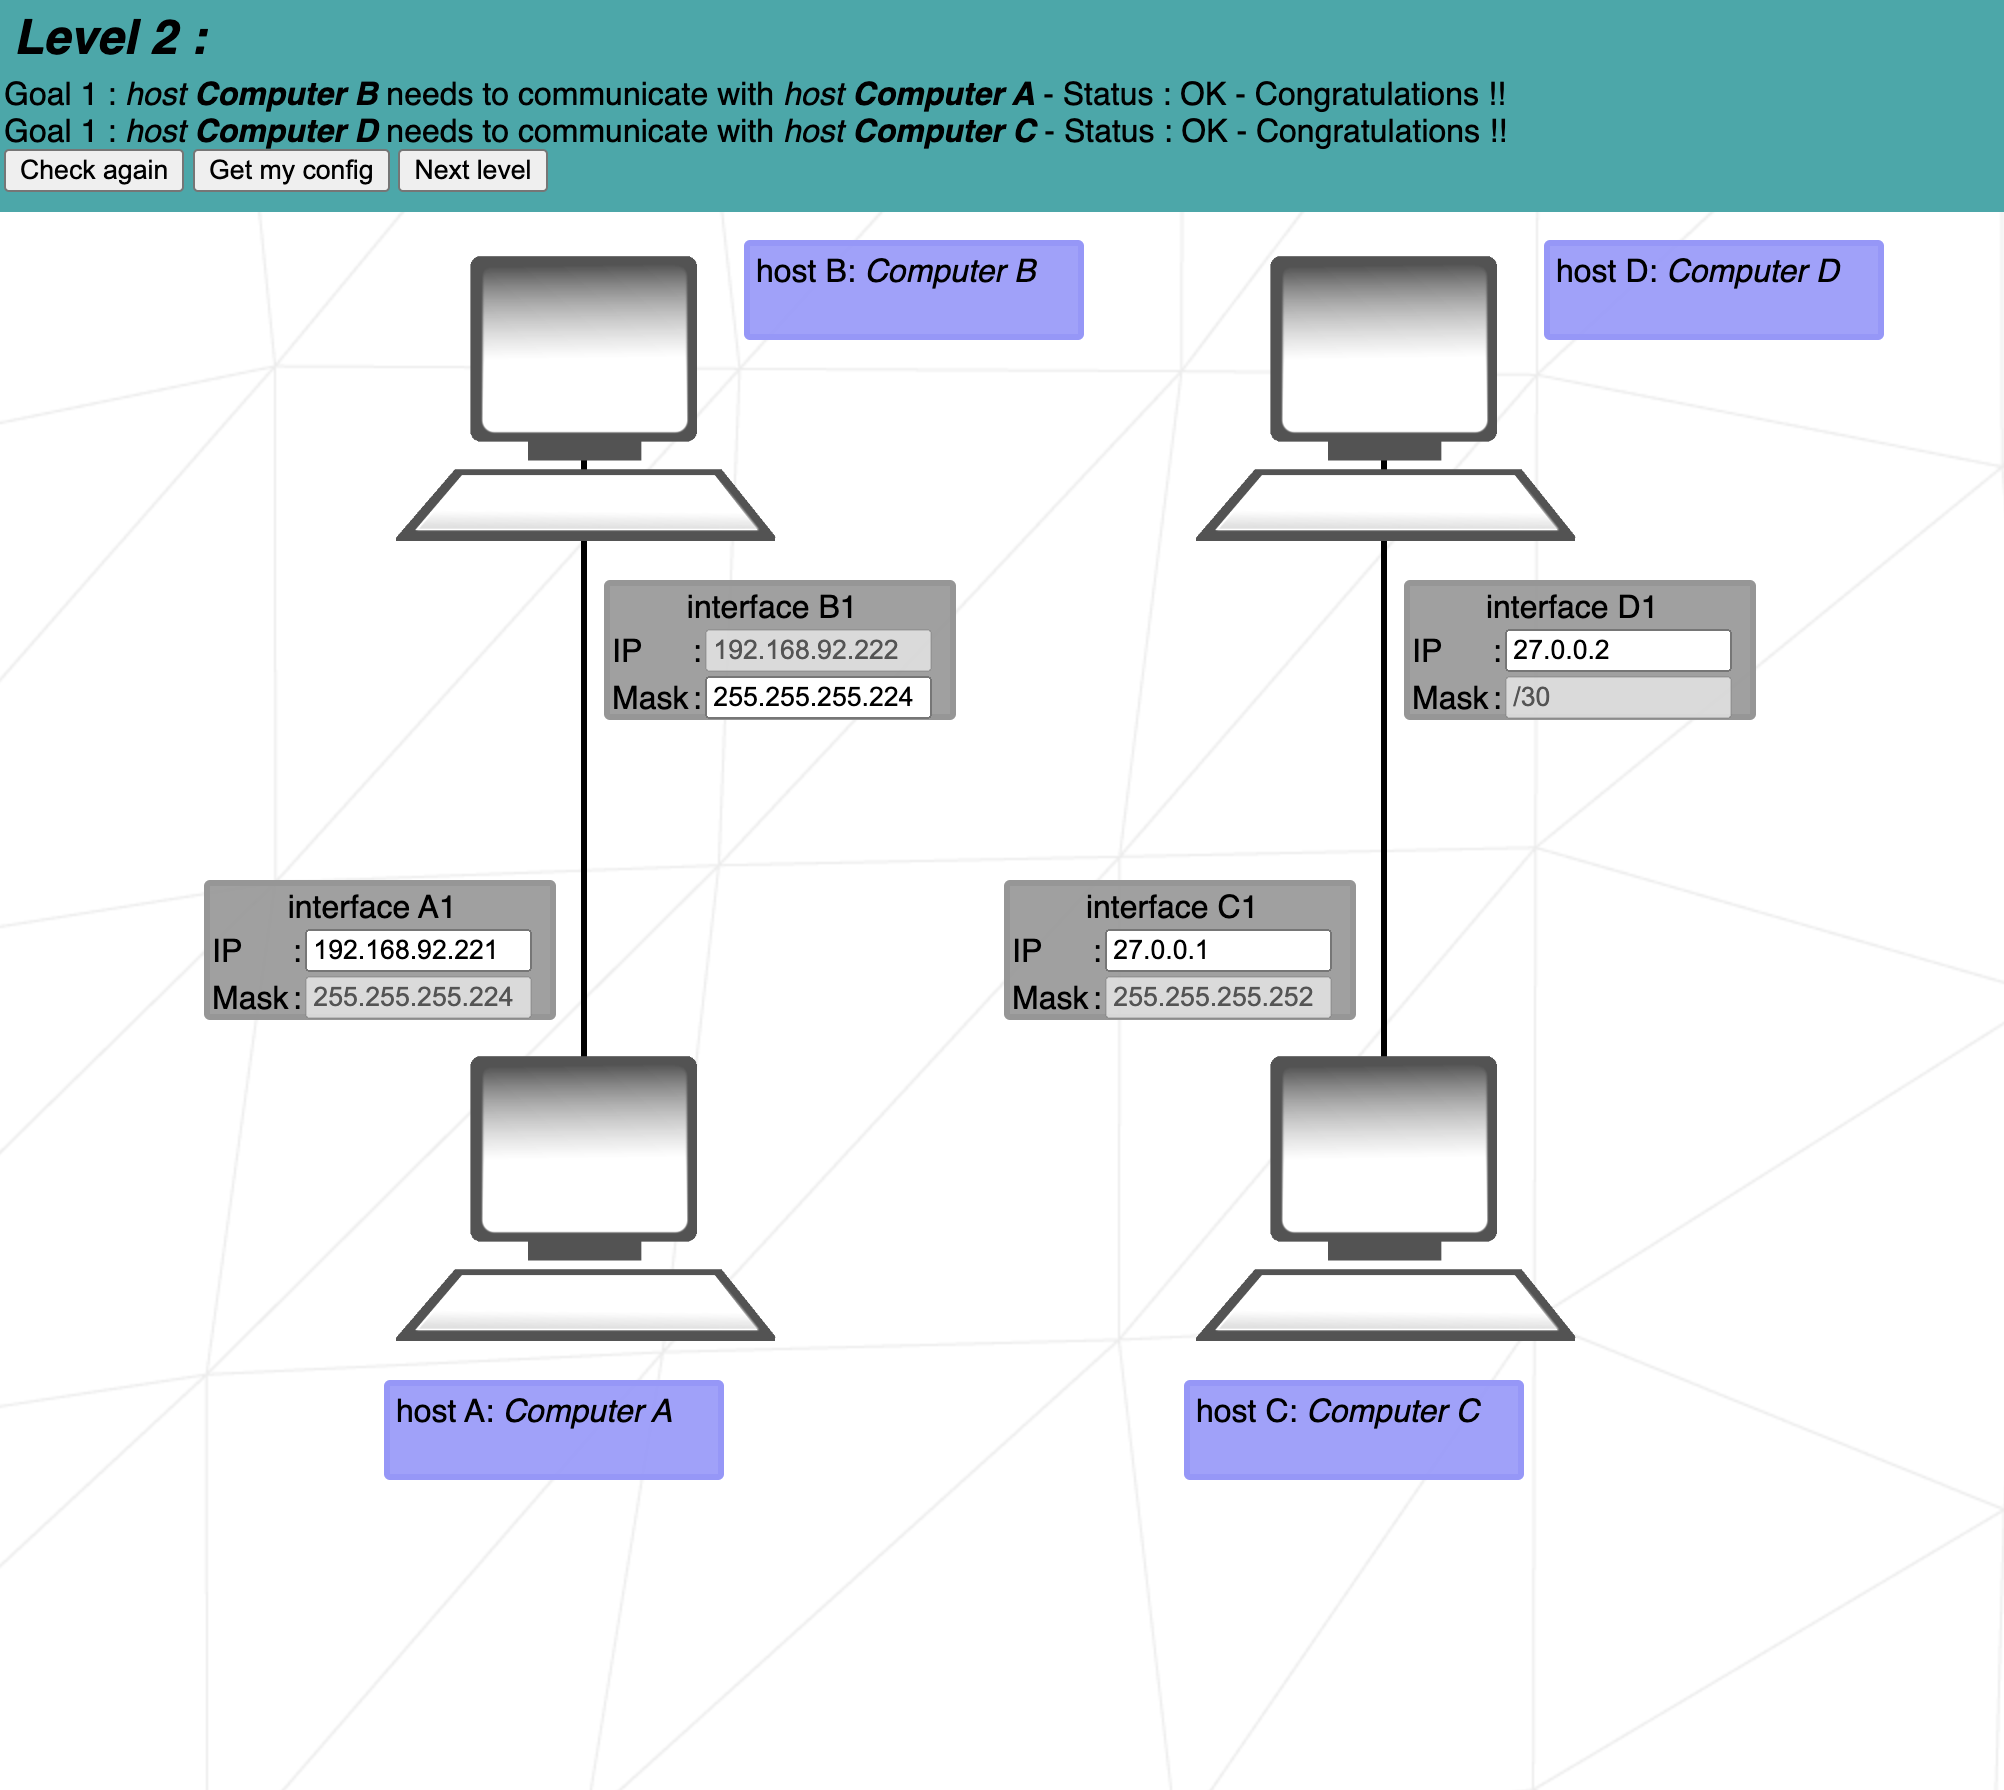 Level 2 :
Goal 1 : host Computer B needs to communicate with host Computer A - Status : OK - Congratulations !!
Goal 1 : host Computer D needs to communicate with host Computer C - Status : OK - Congratulations !!
Check again Get my config Next level
host B: Computer B
host D: Computer D
interface B1
IP : 192.168.92.222
Mask : 255.255.255.224
interface D1
IP : 27.0.0.2
Mask : /30
interface A1
IP : 192.168.92.221
Mask : 255.255.255.224
interface C1
IP : 27.0.0.1
Mask : 255.255.255.252
host A: Computer A
host C: Computer C